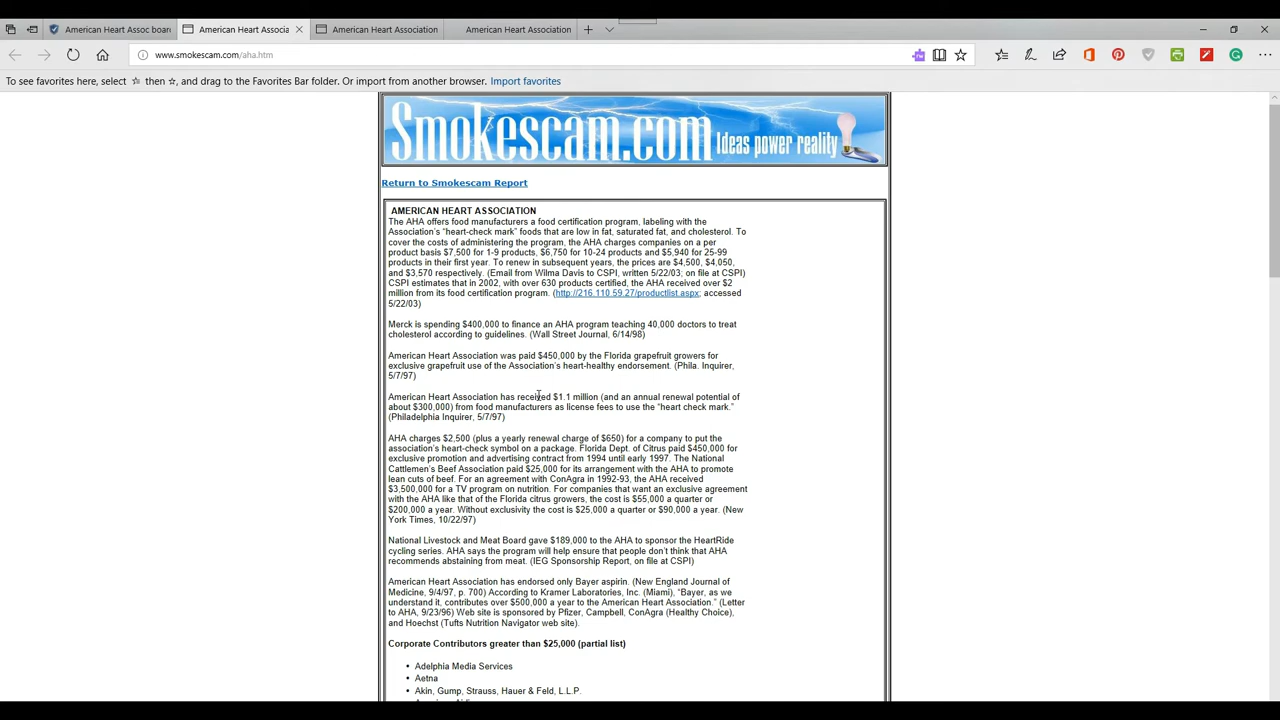 American Heart Assoc boar
American Heart Associa
American Heart Association
American Heart Association
www.smokescam.com/aha.htm
To see favorites here, select ☆ then ☆, and drag to the Favorites Bar folder. Or import from another browser. Import favorites
Smokescam.com Ideas power reality
Return to Smokescam Report
AMERICAN HEART ASSOCIATION
The AHA offers food manufacturers a food certification program, labeling with the
Association's "heart-check mark" foods that are low in fat, saturated fat, and cholesterol. To
cover the costs of administering the program, the AHA charges companies on a per
product basis $7,500 for 1-9 products, $6,750 for 10-24 products and $5,940 for 25-99
products in their first year. To renew in subsequent years, the prices are $4,500, $4,050,
and $3,570 respectively. (Email from Wilma Davis to CSPI, written 5/22/03; on file at CSPI)
CSPI estimates that in 2002, with over 630 products certified, the AHA received over $2
million from its food certification program. (http://216.110.59.27/productlist.aspx; accessed
5/22/03)
Merck is spending $400,000 to finance an AHA program teaching 40,000 doctors to treat
cholesterol according to guidelines. (Wall Street Journal, 6/14/98)
American Heart Association was paid $450,000 by the Florida grapefruit growers for
exclusive grapefruit use of the Association's heart-healthy endorsement. (Phila. Inquirer,
5/7/97)
American Heart Association has received $1.1 million (and an annual renewal potential of
about $300,000) from food manufacturers as license fees to use the "heart check mark."
(Philadelphia Inquirer, 5/7/97)
AHA charges $2,500 (plus a yearly renewal charge of $650) for a company to put the
association's heart-check symbol on a package. Florida Dept. of Citrus paid $450,000 for
exclusive promotion and advertising contract from 1994 until early 1997. The National
Cattlemen's Beef Association paid $25,000 for its arrangement with the AHA to promote
lean cuts of beef. For an agreement with ConAgra in 1992-93, the AHA received
$3,500,000 for a TV program on nutrition. For companies that want an exclusive agreement
with the AHA like that of the Florida citrus growers, the cost is $55,000 a quarter or
$200,000 a year. Without exclusivity the cost is $25,000 a quarter or $90,000 a year. (New
York Times, 10/22/97)
National Livestock and Meat Board gave $189,000 to the AHA to sponsor the HeartRide
cycling series. AHA says the program will help ensure that people don't think that AHA
recommends abstaining from meat. (IEG Sponsorship Report, on file at CSPI)
American Heart Association has endorsed only Bayer aspirin. (New England Journal of
Medicine, 9/4/97, p. 700) According to Kramer Laboratories, Inc. (Miami), "Bayer, as we
understand it, contributes over $500,000 a year to the American Heart Association." (Letter
to AHA, 9/23/96) Web site is sponsored by Pfizer, Campbell, ConAgra (Healthy Choice),
and Hoechst (Tufts Nutrition Navigator web site).
Corporate Contributors greater than $25,000 (partial list)
• Adelphia Media Services
• Aetna
• Akin, Gump, Strauss, Hauer & Feld, L.L.P.